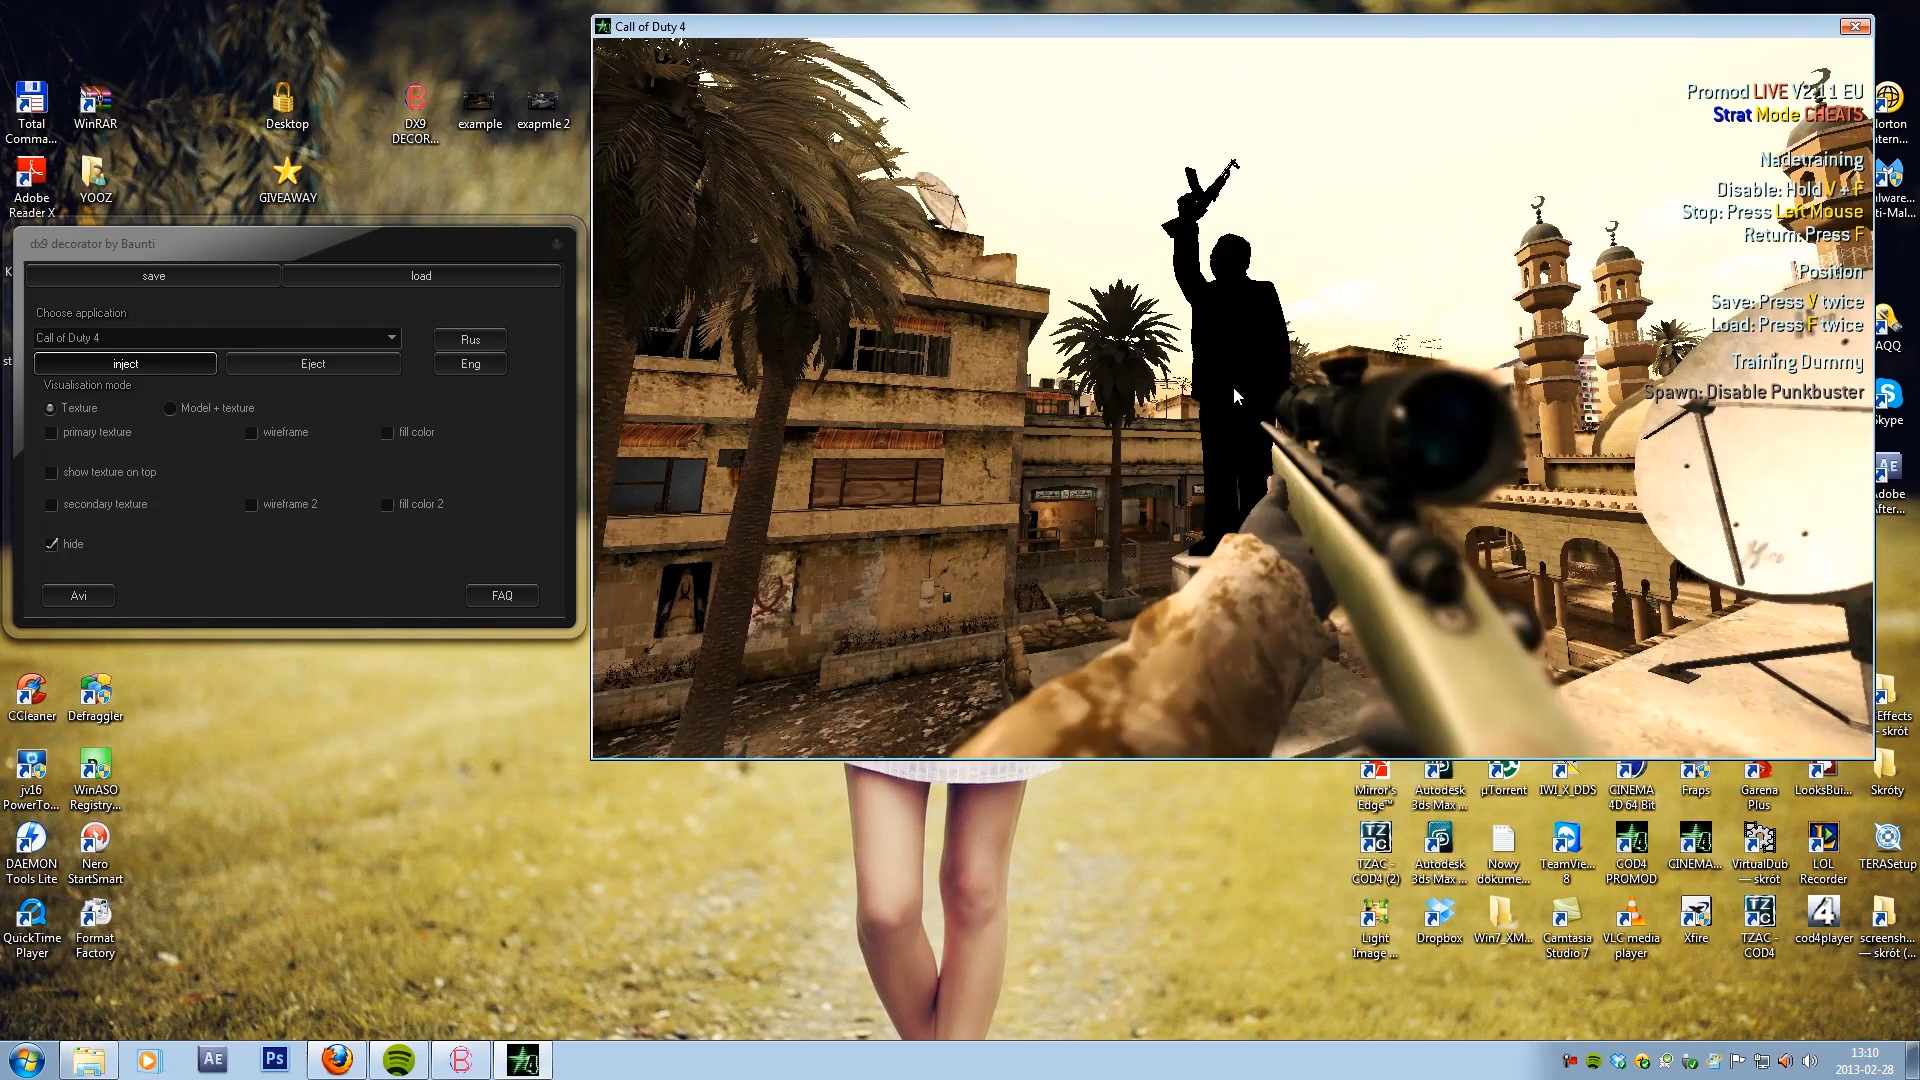 Total
Comma...
WinRAR
Desktop
DX9
DECOR...
example
exapmle 2
Adobe
Reader X
YOOZ
GIVEAWAY
dx9 decorator by Baunti
save
load
Choose application
Call of Duty 4
Rus
inject
Eject
Eng
Visualisation mode
Texture
Model + texture
primary texture
wireframe
fill color
show texture on top
secondary texture
wireframe 2
fill color 2
hide
Avi
FAQ
Call of Duty 4
Promod LIVE V2.11 EU
Strat Mode CHEATS
Nadetraining
Disable: Hold V + F
Stop: Press Left Mouse
Return: Press F
Position
Save: Press V twice
Load: Press F twice
Training Dummy
Spawn: Disable Punkbuster
AQQ
Skype
CCleaner
Defraggler
jv16
PowerTo...
WinASO
Registry...
DAEMON
Tools Lite
Nero
StartSmart
QuickTime
Player
Format
Factory
Mirror's
Edge™
Autodesk
3ds Max ...
µTorrent
IWI_X_DDS
CINEMA
4D 64 Bit
Fraps
Garena
Plus
LooksBui...
Skróty
TZAC -
COD4 (2)
Autodesk
3ds Max ...
Nowy
dokume...
TeamVie...
8
COD4
PROMOD
CINEMA...
VirtualDub
— skrót
LOL
Recorder
TERASetup
Light
Image ...
Dropbox
Win7_XM...
Camtasia
Studio 7
VLC media
player
Xfire
TZAC -
COD4
cod4player
screensh...
— skrót (...
AE
Ps
13:10
2013-02-28